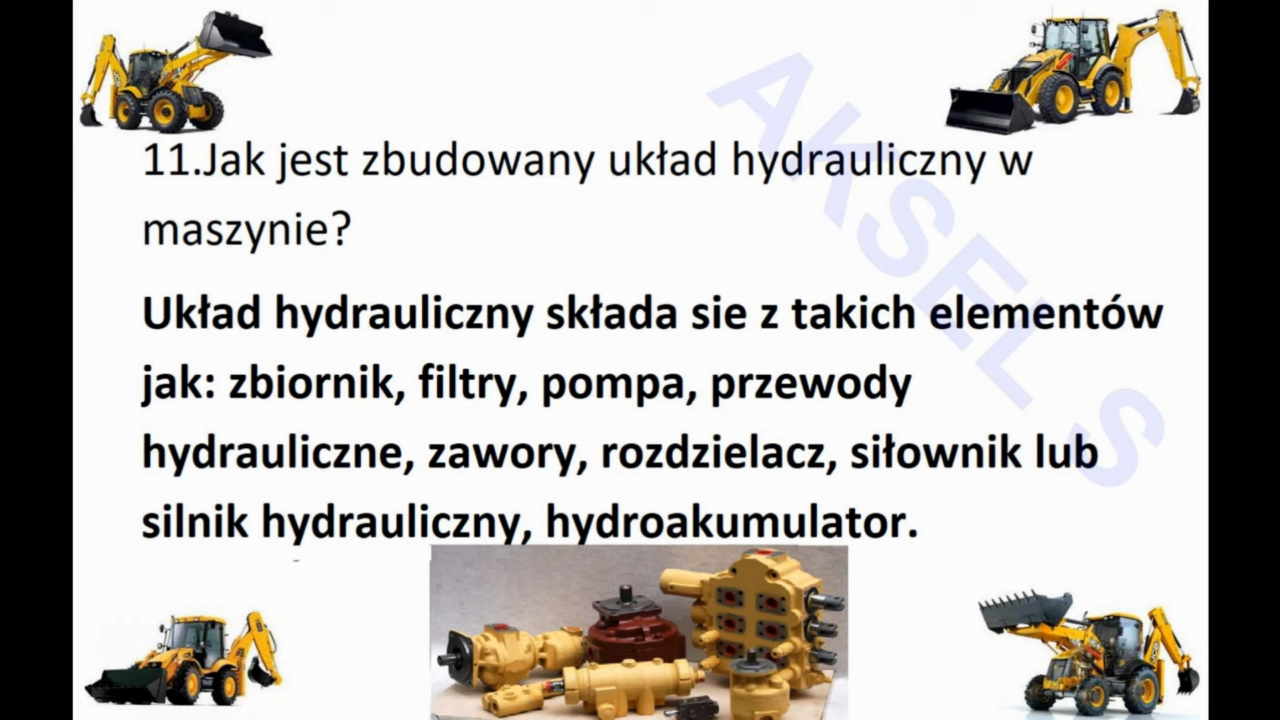 11.Jak jest zbudowany układ hydrauliczny w
maszynie?
Układ hydrauliczny składa sie z takich elementów
jak: zbiornik, filtry, pompa, przewody
hydrauliczne, zawory, rozdzielacz, siłownik lub
silnik hydrauliczny, hydroakumulator.
AKSEL S